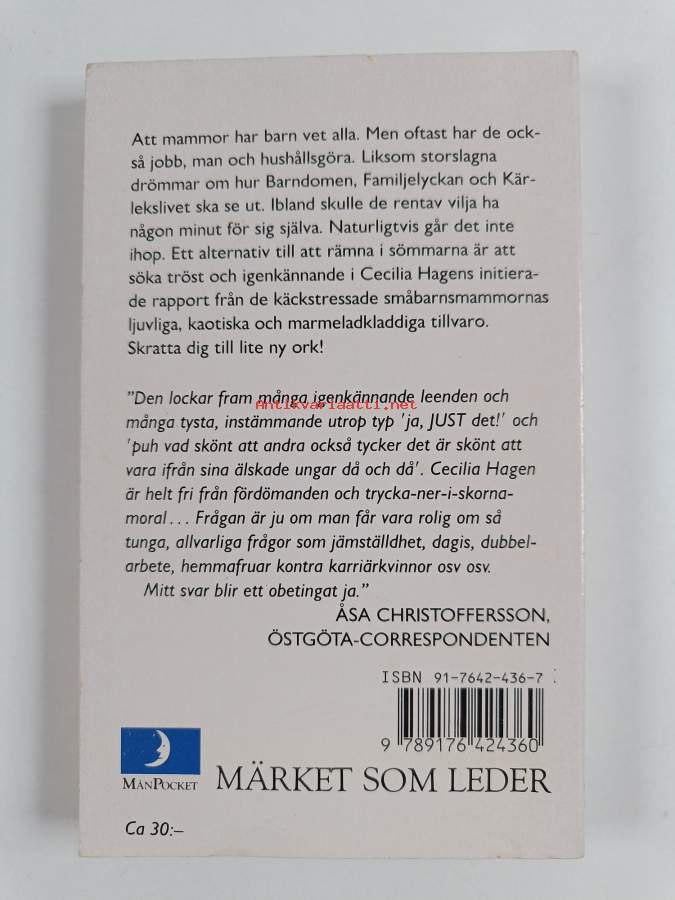 Att mammor har barn vet alla. Men oftast har de ock-
så jobb, man och hushållsgöra. Liksom storslagna
drömmar om hur Barndomen, Familjelyckan och Kär-
lekslivet ska se ut. Ibland skulle de rentav vilja ha
någon minut för sig själva. Naturligtvis går det inte
ihop. Ett alternativ till att rämna i sömmarna är att
söka tröst och igenkännande i Cecilia Hagens initiera-
de rapport från de käckstressade småbarnsmammornas
ljuvliga, kaotiska och marmeladkladdiga tillvaro.
Skratta dig till lite ny ork!
"Den lockar fram många igenkännande leenden och
Antikvariaatti.net
många tysta, instämmande utrop typ 'ja, JUST det!' och
'puh vad skönt att andra också tycker det är skönt att
vara ifrån sina älskade ungar då och då'. Cecilia Hagen
är helt fri från fördömanden och trycka-ner-i-skorna-
moral ... Frågan är ju om man får vara rolig om så
tunga, allvarliga frågor som jämställdhet, dagis, dubbel-
arbete, hemmafruar kontra karriärkvinnor osv osv.
Mitt svar blir ett obetingat ja."
ÅSA CHRISTOFFERSSON,
ÖSTGÖTA-CORRESPONDENTEN
ISBN 91-7642-436-7
9 789176 424360
MÅNPOCKET
MÄRKET SOM LEDER
Ca 30:–